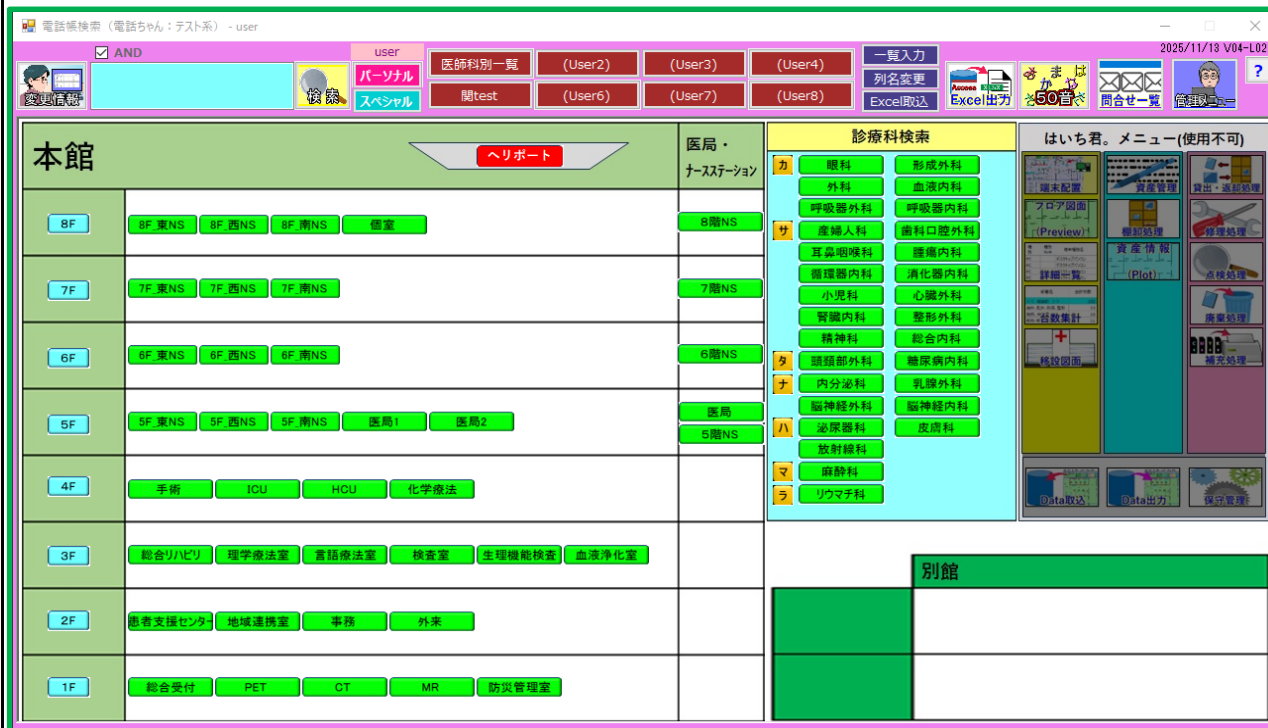 電話帳検索（電話ちゃん：テスト系） - user
2025/11/13 V04-L02
AND
user
パーソナル
スペシャル
変更情報
検索
医師科別一覧 (User2) (User3) (User4)
関test (User6) (User7) (User8)
一覧入力
列名変更
Excel取込
Excel出力
50音
問合せ一覧
管理メニュー
?
本館
ヘリポート
医局・
ナースステーション
8F 8F_東NS 8F_西NS 8F_南NS 個室 8階NS
7F 7F_東NS 7F_西NS 7F_南NS 7階NS
6F 6F_東NS 6F_西NS 6F_南NS 6階NS
5F 5F_東NS 5F_西NS 5F_南NS 医局1 医局2 医局
5階NS
4F 手術 ICU HCU 化学療法
3F 総合リハビリ 理学療法室 言語療法室 検査室 生理機能検査 血液浄化室
2F 患者支援センター 地域連携室 事務 外来
1F 総合受付 PET CT MR 防災管理室
診療科検索
カ 眼科 形成外科
外科 血液内科
呼吸器外科 呼吸器内科
サ 産婦人科 歯科口腔外科
耳鼻咽喉科 腫瘍内科
循環器内科 消化器内科
小児科 心臓外科
腎臓内科 整形外科
精神科 総合内科
タ 頭頚部外科 糖尿病内科
ナ 内分泌科 乳腺外科
脳神経外科 脳神経内科
ハ 泌尿器科 皮膚科
放射線科
マ 麻酔科
ラ リウマチ科
はいち君。メニュー(使用不可)
端末配置 資産管理 貸出・返却処理
フロア図面
(Preview) 棚卸処理 修理処理
資産情報
詳細一覧 (Plot) 点検処理
台数集計 廃棄処理
移設図面 補充処理
Data取込 Data出力 保守管理
別館